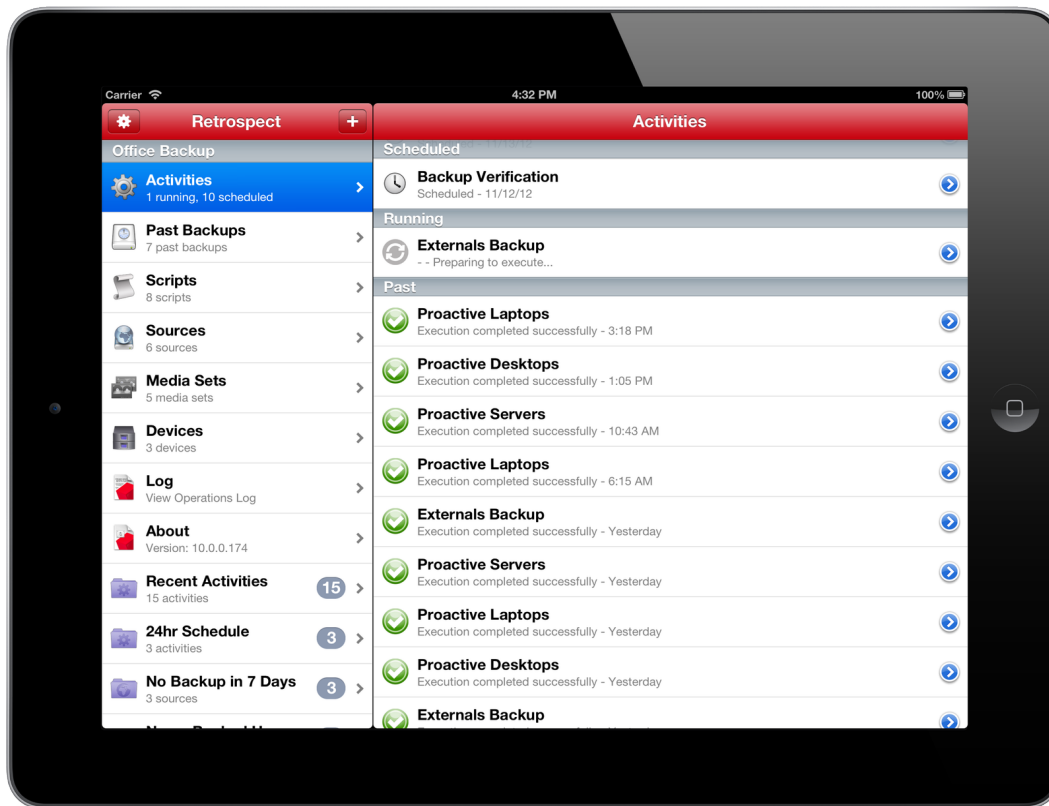 Carrier
4:32 PM
100%
Retrospect
+
Office Backup
Activities
1 running, 10 scheduled
Past Backups
7 past backups
Scripts
8 scripts
Sources
6 sources
Media Sets
5 media sets
Devices
3 devices
Log
View Operations Log
About
Version: 10.0.0.174
Recent Activities
15 activities
15
24hr Schedule
3 activities
3
No Backup in 7 Days
3 sources
3
Activities
Scheduled
Backup Verification
Scheduled - 11/12/12
Running
Externals Backup
- - Preparing to execute...
Past
Proactive Laptops
Execution completed successfully - 3:18 PM
Proactive Desktops
Execution completed successfully - 1:05 PM
Proactive Servers
Execution completed successfully - 10:43 AM
Proactive Laptops
Execution completed successfully - 6:15 AM
Externals Backup
Execution completed successfully - Yesterday
Proactive Servers
Execution completed successfully - Yesterday
Proactive Laptops
Execution completed successfully - Yesterday
Proactive Desktops
Execution completed successfully - Yesterday
Externals Backup